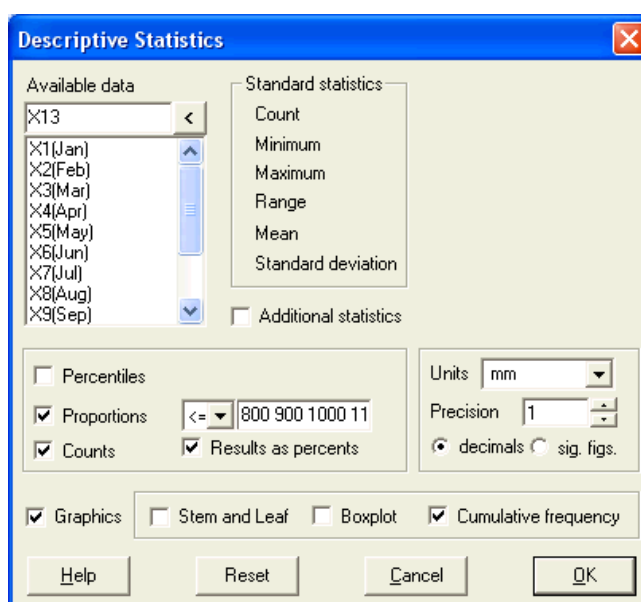 Descriptive Statistics
Available data
X13
<
X1(Jan)
X2(Feb)
X3(Mar)
X4(Apr)
X5(May)
X6(Jun)
X7(Jul)
X8(Aug)
X9(Sep)
Standard statistics
Count
Minimum
Maximum
Range
Mean
Standard deviation
Additional statistics
Percentiles
Proportions <= 800 900 1000 11
Counts Results as percents
Units mm
Precision 1
decimals sig. figs.
Graphics Stem and Leaf Boxplot Cumulative frequency
Help Reset Cancel OK